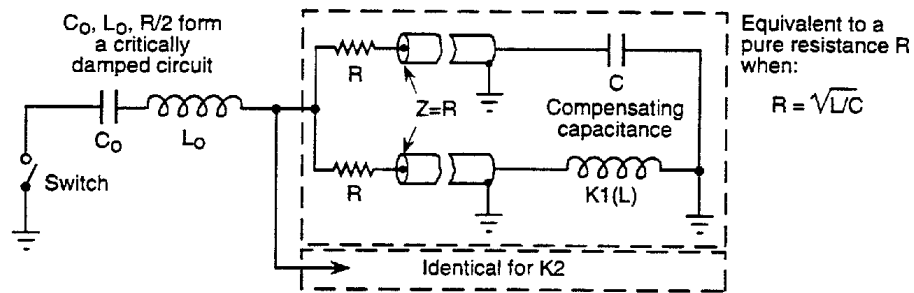 C₀, L₀, R/2 form
a critically
damped circuit
C₀
L₀
Switch
R
Z=R
R
C
Compensating
capacitance
K1(L)
Identical for K2
Equivalent to a
pure resistance R
when:
R = √L/C